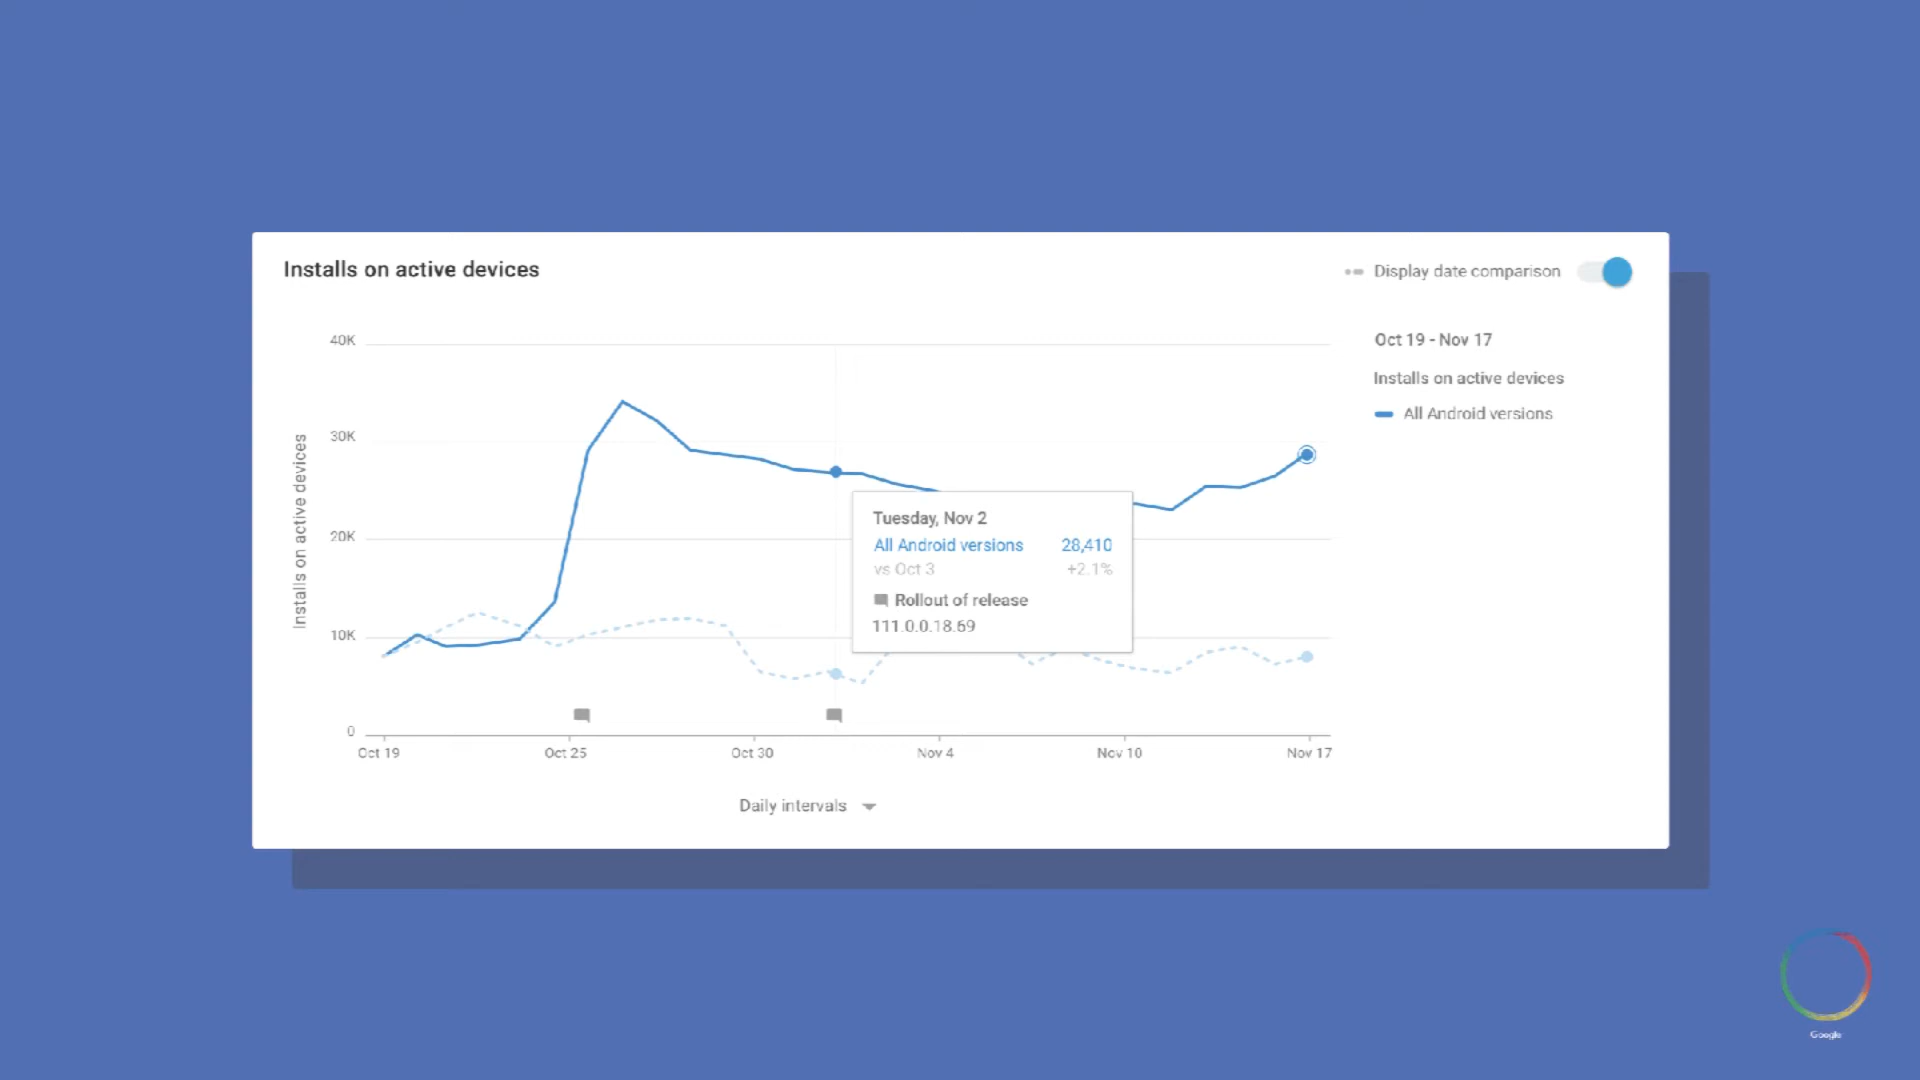 Installs on active devices
Display date comparison
Oct 19 - Nov 17
Installs on active devices
All Android versions
Installs on active devices
40K
30K
20K
10K
0
Tuesday, Nov 2
All Android versions 28,410
vs Oct 3 +2.1%
Rollout of release
111.0.0.18.69
Oct 19 Oct 25 Oct 30 Nov 4 Nov 10 Nov 17
Daily intervals
Google